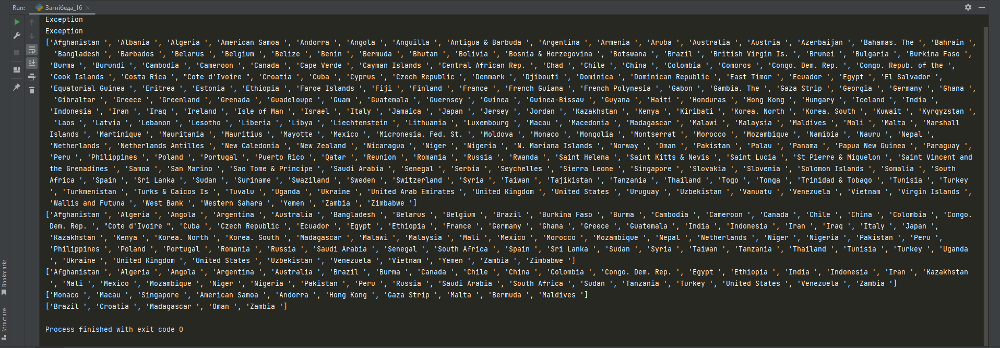 Run: Загнібеда_16
Exception
Exception
['Afghanistan ', 'Albania ', 'Algeria ', 'American Samoa ', 'Andorra ', 'Angola ', 'Anguilla ', 'Antigua & Barbuda ', 'Argentina ', 'Armenia ', 'Aruba ', 'Australia ', 'Austria ', 'Azerbaijan ', 'Bahamas. The ', 'Bahrain ',
'Bangladesh ', 'Barbados ', 'Belarus ', 'Belgium ', 'Belize ', 'Benin ', 'Bermuda ', 'Bhutan ', 'Bolivia ', 'Bosnia & Herzegovina ', 'Botswana ', 'Brazil ', 'British Virgin Is. ', 'Brunei ', 'Bulgaria ', 'Burkina Faso ',
'Burma ', 'Burundi ', 'Cambodia ', 'Cameroon ', 'Canada ', 'Cape Verde ', 'Cayman Islands ', 'Central African Rep. ', 'Chad ', 'Chile ', 'China ', 'Colombia ', 'Comoros ', 'Congo. Dem. Rep. ', 'Congo. Repub. of the ',
'Cook Islands ', 'Costa Rica ', "Cote d'Ivoire ", 'Croatia ', 'Cuba ', 'Cyprus ', 'Czech Republic ', 'Denmark ', 'Djibouti ', 'Dominica ', 'Dominican Republic ', 'East Timor ', 'Ecuador ', 'Egypt ', 'El Salvador ',
'Equatorial Guinea ', 'Eritrea ', 'Estonia ', 'Ethiopia ', 'Faroe Islands ', 'Fiji ', 'Finland ', 'France ', 'French Guiana ', 'French Polynesia ', 'Gabon ', 'Gambia. The ', 'Gaza Strip ', 'Georgia ', 'Germany ', 'Ghana ',
'Gibraltar ', 'Greece ', 'Greenland ', 'Grenada ', 'Guadeloupe ', 'Guam ', 'Guatemala ', 'Guernsey ', 'Guinea ', 'Guinea-Bissau ', 'Guyana ', 'Haiti ', 'Honduras ', 'Hong Kong ', 'Hungary ', 'Iceland ', 'India ',
'Indonesia ', 'Iran ', 'Iraq ', 'Ireland ', 'Isle of Man ', 'Israel ', 'Italy ', 'Jamaica ', 'Japan ', 'Jersey ', 'Jordan ', 'Kazakhstan ', 'Kenya ', 'Kiribati ', 'Korea. North ', 'Korea. South ', 'Kuwait ', 'Kyrgyzstan ',
'Laos ', 'Latvia ', 'Lebanon ', 'Lesotho ', 'Liberia ', 'Libya ', 'Liechtenstein ', 'Lithuania ', 'Luxembourg ', 'Macau ', 'Macedonia ', 'Madagascar ', 'Malawi ', 'Malaysia ', 'Maldives ', 'Mali ', 'Malta ', 'Marshall
Islands ', 'Martinique ', 'Mauritania ', 'Mauritius ', 'Mayotte ', 'Mexico ', 'Micronesia. Fed. St. ', 'Moldova ', 'Monaco ', 'Mongolia ', 'Montserrat ', 'Morocco ', 'Mozambique ', 'Namibia ', 'Nauru ', 'Nepal ',
'Netherlands ', 'Netherlands Antilles ', 'New Caledonia ', 'New Zealand ', 'Nicaragua ', 'Niger ', 'Nigeria ', 'N. Mariana Islands ', 'Norway ', 'Oman ', 'Pakistan ', 'Palau ', 'Panama ', 'Papua New Guinea ', 'Paraguay ',
'Peru ', 'Philippines ', 'Poland ', 'Portugal ', 'Puerto Rico ', 'Qatar ', 'Reunion ', 'Romania ', 'Russia ', 'Rwanda ', 'Saint Helena ', 'Saint Kitts & Nevis ', 'Saint Lucia ', 'St Pierre & Miquelon ', 'Saint Vincent and
the Grenadines ', 'Samoa ', 'San Marino ', 'Sao Tome & Principe ', 'Saudi Arabia ', 'Senegal ', 'Serbia ', 'Seychelles ', 'Sierra Leone ', 'Singapore ', 'Slovakia ', 'Slovenia ', 'Solomon Islands ', 'Somalia ', 'South
Africa ', 'Spain ', 'Sri Lanka ', 'Sudan ', 'Suriname ', 'Swaziland ', 'Sweden ', 'Switzerland ', 'Syria ', 'Taiwan ', 'Tajikistan ', 'Tanzania ', 'Thailand ', 'Togo ', 'Tonga ', 'Trinidad & Tobago ', 'Tunisia ', 'Turkey
', 'Turkmenistan ', 'Turks & Caicos Is ', 'Tuvalu ', 'Uganda ', 'Ukraine ', 'United Arab Emirates ', 'United Kingdom ', 'United States ', 'Uruguay ', 'Uzbekistan ', 'Vanuatu ', 'Venezuela ', 'Vietnam ', 'Virgin Islands ',
'Wallis and Futuna ', 'West Bank ', 'Western Sahara ', 'Yemen ', 'Zambia ', 'Zimbabwe ']
['Afghanistan ', 'Algeria ', 'Angola ', 'Argentina ', 'Australia ', 'Bangladesh ', 'Belarus ', 'Belgium ', 'Brazil ', 'Burkina Faso ', 'Burma ', 'Cambodia ', 'Cameroon ', 'Canada ', 'Chile ', 'China ', 'Colombia ', 'Congo.
Dem. Rep. ', "Cote d'Ivoire ", 'Cuba ', 'Czech Republic ', 'Ecuador ', 'Egypt ', 'Ethiopia ', 'France ', 'Germany ', 'Ghana ', 'Greece ', 'Guatemala ', 'India ', 'Indonesia ', 'Iran ', 'Iraq ', 'Italy ', 'Japan ',
'Kazakhstan ', 'Kenya ', 'Korea. North ', 'Korea. South ', 'Madagascar ', 'Malawi ', 'Malaysia ', 'Mali ', 'Mexico ', 'Morocco ', 'Mozambique ', 'Nepal ', 'Netherlands ', 'Niger ', 'Nigeria ', 'Pakistan ', 'Peru ',
'Philippines ', 'Poland ', 'Portugal ', 'Romania ', 'Russia ', 'Saudi Arabia ', 'Senegal ', 'South Africa ', 'Spain ', 'Sri Lanka ', 'Sudan ', 'Syria ', 'Taiwan ', 'Tanzania ', 'Thailand ', 'Tunisia ', 'Turkey ', 'Uganda
', 'Ukraine ', 'United Kingdom ', 'United States ', 'Uzbekistan ', 'Venezuela ', 'Vietnam ', 'Yemen ', 'Zambia ', 'Zimbabwe ']
['Afghanistan ', 'Algeria ', 'Angola ', 'Argentina ', 'Australia ', 'Brazil ', 'Burma ', 'Canada ', 'Chile ', 'China ', 'Colombia ', 'Congo. Dem. Rep. ', 'Egypt ', 'Ethiopia ', 'India ', 'Indonesia ', 'Iran ', 'Kazakhstan
', 'Mali ', 'Mexico ', 'Mozambique ', 'Niger ', 'Nigeria ', 'Pakistan ', 'Peru ', 'Russia ', 'Saudi Arabia ', 'South Africa ', 'Sudan ', 'Tanzania ', 'Turkey ', 'United States ', 'Venezuela ', 'Zambia ']
['Monaco ', 'Macau ', 'Singapore ', 'American Samoa ', 'Andorra ', 'Hong Kong ', 'Gaza Strip ', 'Malta ', 'Bermuda ', 'Maldives ']
['Brazil ', 'Croatia ', 'Madagascar ', 'Oman ', 'Zambia ']
Process finished with exit code 0
Bookmarks
Structure